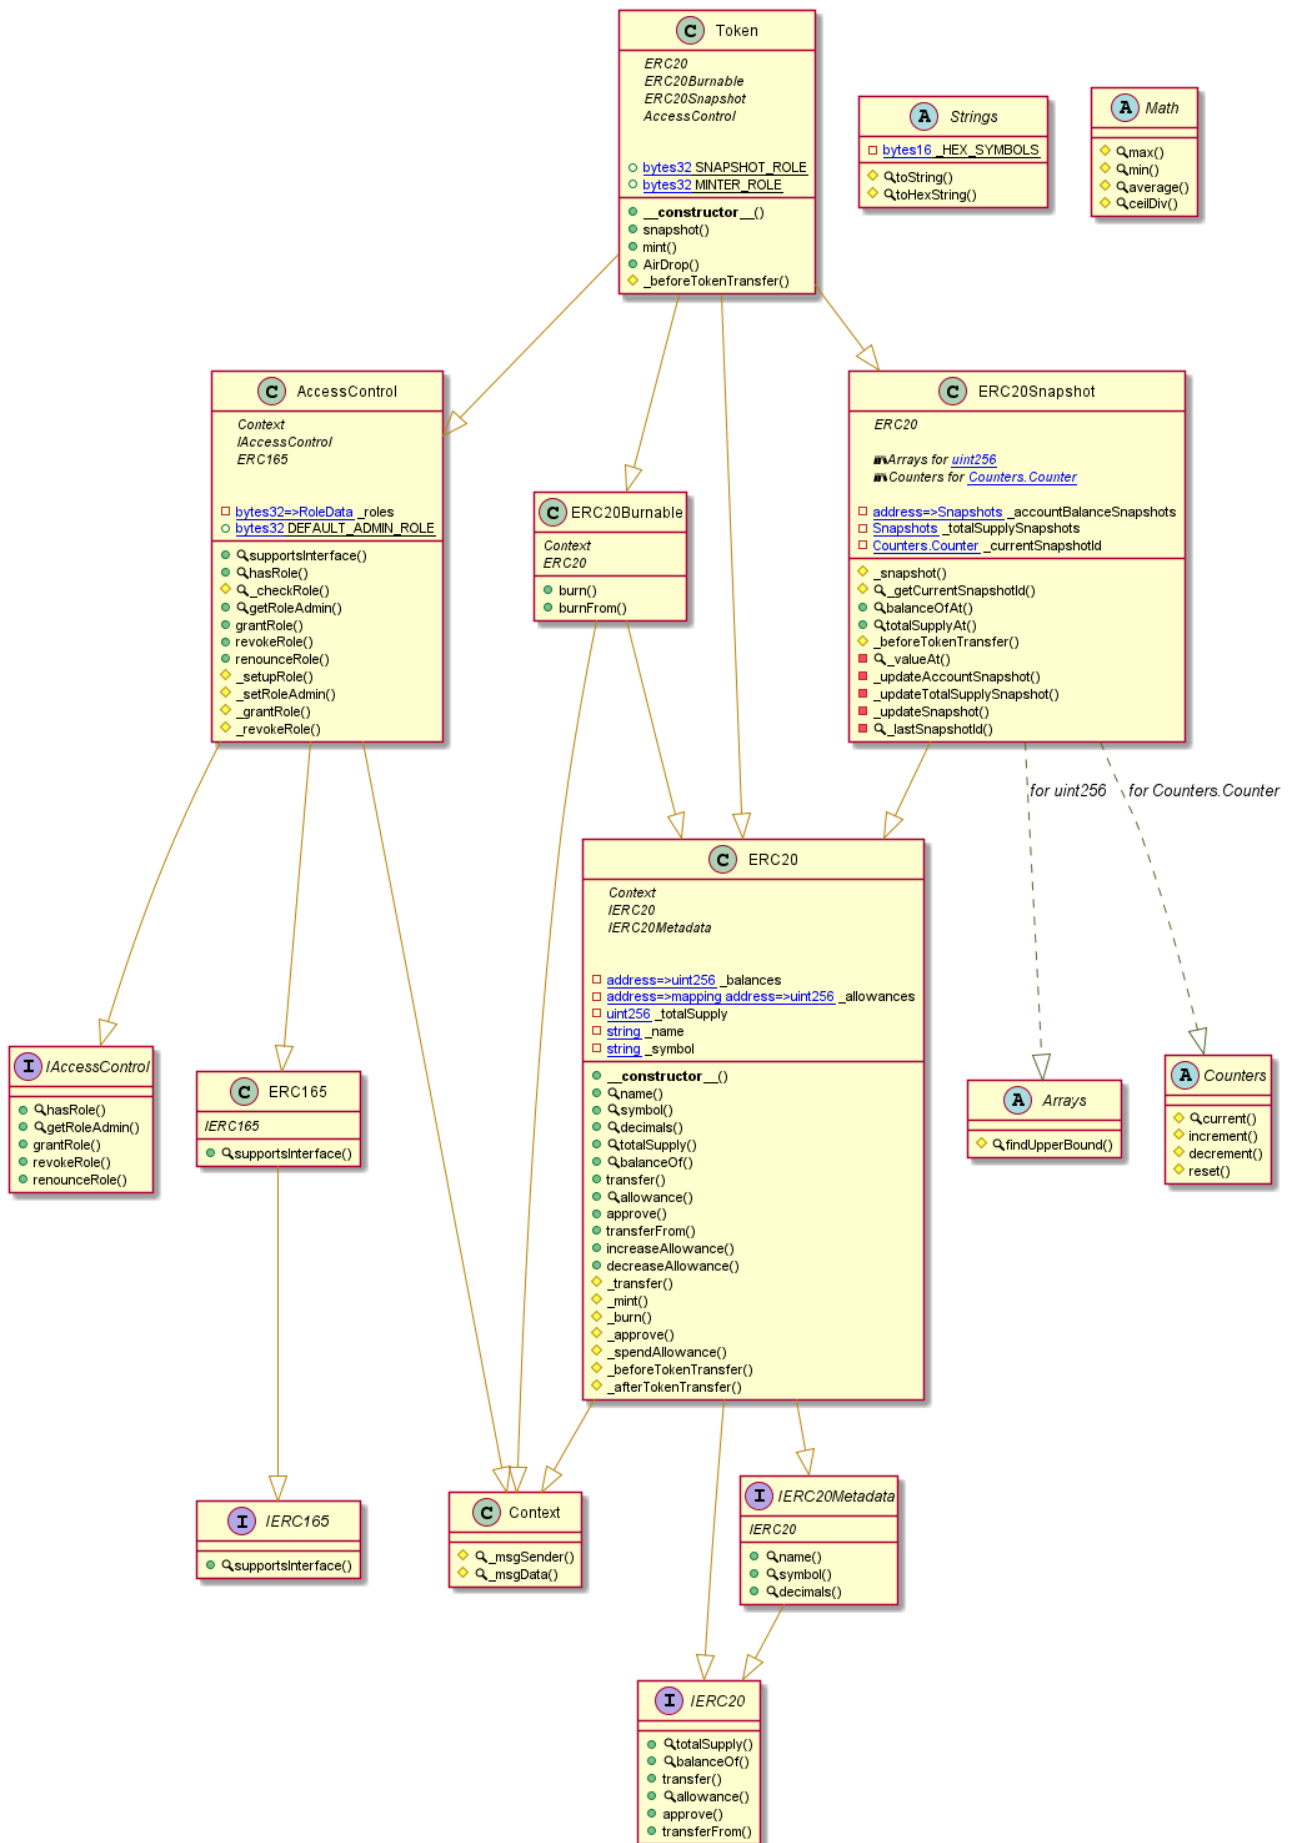 C Token
ERC20
ERC20Burnable
ERC20Snapshot
AccessControl
bytes32 SNAPSHOT_ROLE
bytes32 MINTER_ROLE
__constructor__()
snapshot()
mint()
AirDrop()
_beforeTokenTransfer()
A Strings
bytes16 _HEX_SYMBOLS
toString()
toHexString()
A Math
max()
min()
average()
ceilDiv()
C AccessControl
Context
IAccessControl
ERC165
bytes32=>RoleData _roles
bytes32 DEFAULT_ADMIN_ROLE
supportsInterface()
hasRole()
_checkRole()
getRoleAdmin()
grantRole()
revokeRole()
renounceRole()
_setupRole()
_setRoleAdmin()
_grantRole()
_revokeRole()
C ERC20Burnable
Context
ERC20
burn()
burnFrom()
C ERC20Snapshot
ERC20
Arrays for uint256
Counters for Counters.Counter
address=>Snapshots _accountBalanceSnapshots
Snapshots _totalSupplySnapshots
Counters.Counter _currentSnapshotId
_snapshot()
_getCurrentSnapshotId()
balanceOfAt()
totalSupplyAt()
_beforeTokenTransfer()
_valueAt()
_updateAccountSnapshot()
_updateTotalSupplySnapshot()
_updateSnapshot()
_lastSnapshotId()
for uint256
for Counters.Counter
C ERC20
Context
IERC20
IERC20Metadata
address=>uint256 _balances
address=>mapping address=>uint256 _allowances
uint256 _totalSupply
string _name
string _symbol
__constructor__()
name()
symbol()
decimals()
totalSupply()
balanceOf()
transfer()
allowance()
approve()
transferFrom()
increaseAllowance()
decreaseAllowance()
_transfer()
_mint()
_burn()
_approve()
_spendAllowance()
_beforeTokenTransfer()
_afterTokenTransfer()
I IAccessControl
hasRole()
getRoleAdmin()
grantRole()
revokeRole()
renounceRole()
C ERC165
IERC165
supportsInterface()
A Arrays
findUpperBound()
A Counters
current()
increment()
decrement()
reset()
I IERC165
supportsInterface()
C Context
_msgSender()
_msgData()
I IERC20Metadata
IERC20
name()
symbol()
decimals()
I IERC20
totalSupply()
balanceOf()
transfer()
allowance()
approve()
transferFrom()